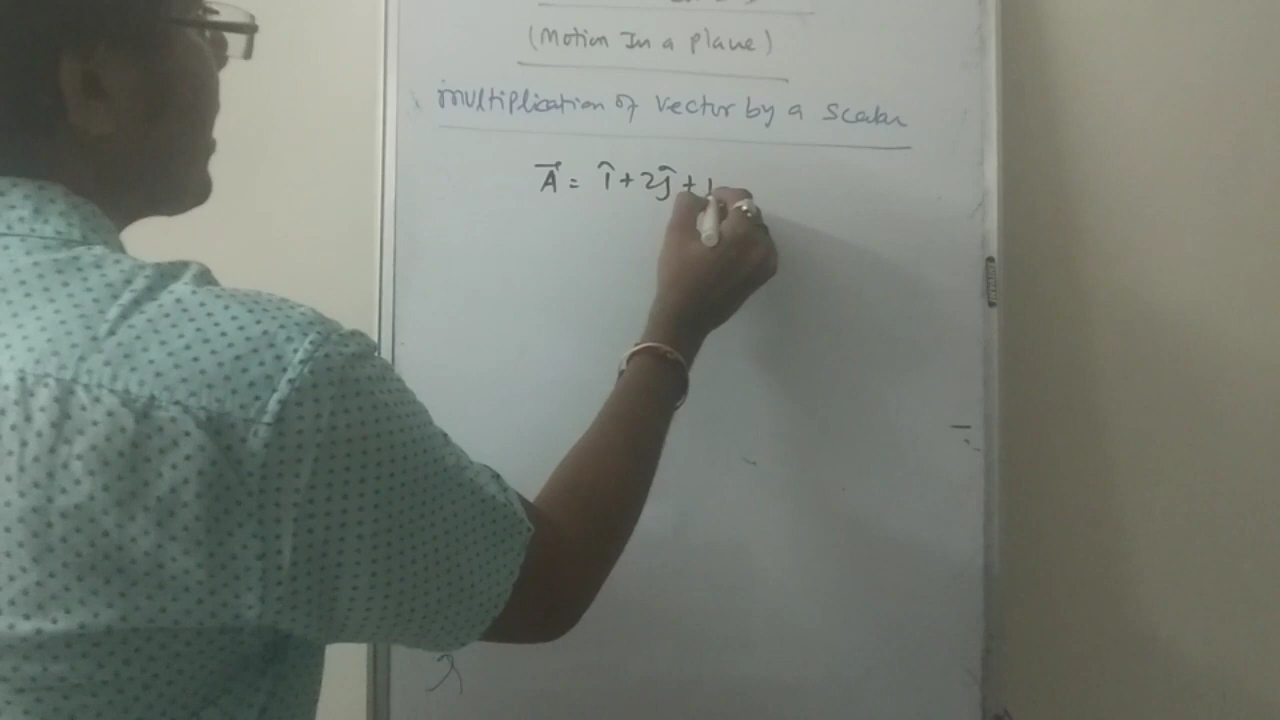 (Motion In a plane)
multiplication of vector by a scalar
A⃗ = î + 2ĵ +